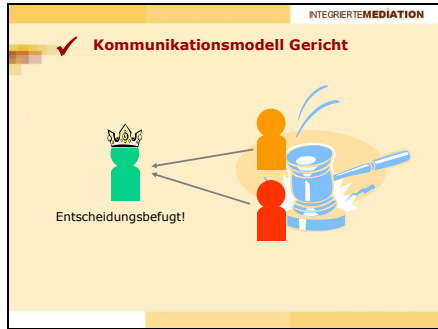 INTEGRIERTEMEDIATION
Kommunikationsmodell Gericht
Entscheidungsbefugt!